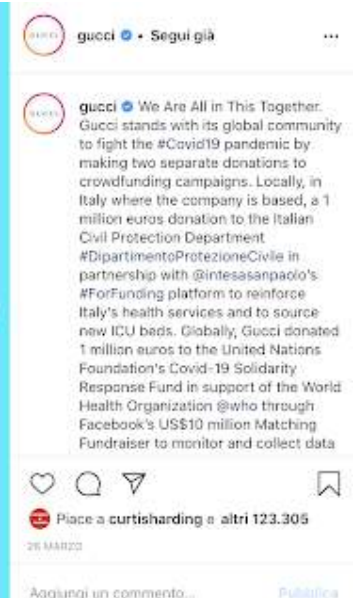 gucci • Segui già
gucci We Are All in This Together.
Gucci stands with its global community
to fight the #Covid19 pandemic by
making two separate donations to
crowdfunding campaigns. Locally, in
Italy where the company is based, a 1
million euros donation to the Italian
Civil Protection Department
#DipartimentoProtezioneCivile in
partnership with @intesasanpaolo's
#ForFunding platform to reinforce
Italy's health services and to source
new ICU beds. Globally, Gucci donated
1 million euros to the United Nations
Foundation's Covid-19 Solidarity
Response Fund in support of the World
Health Organization @who through
Facebook's US$10 million Matching
Fundraiser to monitor and collect data
Piace a curtisharding e altri 123.305
26 MARZO
Aggiungi un commento... Pubblica